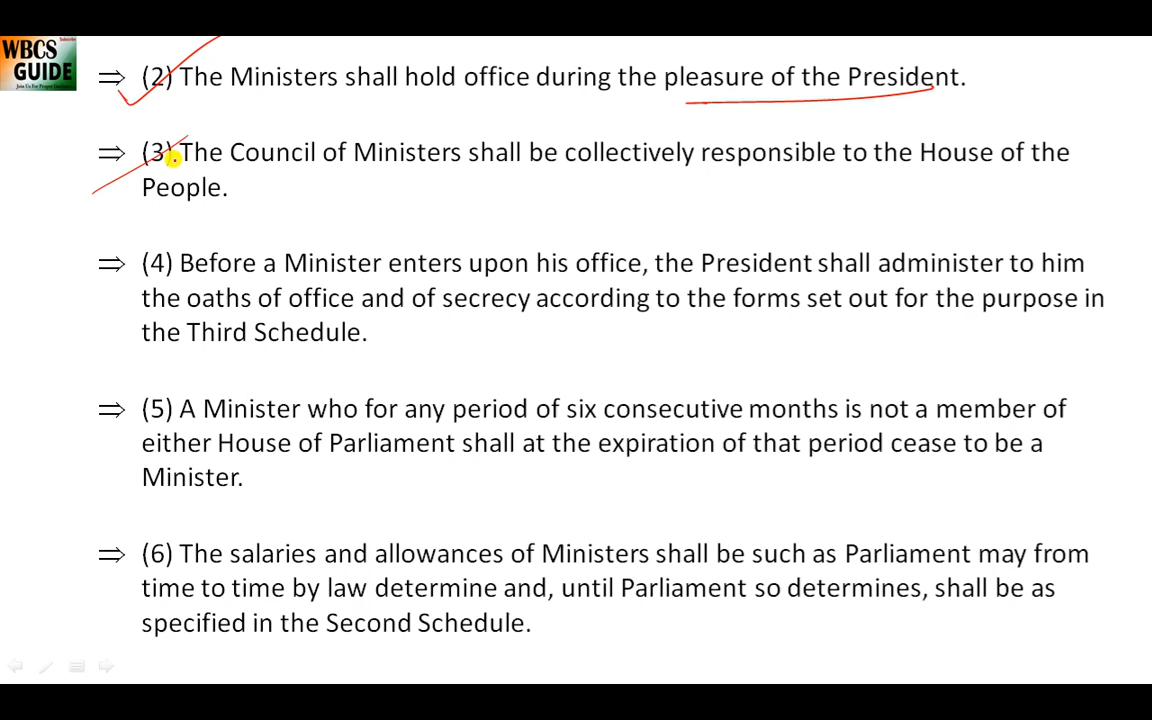 WBCS
GUIDE
(2) The Ministers shall hold office during the pleasure of the President.
(3) The Council of Ministers shall be collectively responsible to the House of the
People.
(4) Before a Minister enters upon his office, the President shall administer to him
the oaths of office and of secrecy according to the forms set out for the purpose in
the Third Schedule.
(5) A Minister who for any period of six consecutive months is not a member of
either House of Parliament shall at the expiration of that period cease to be a
Minister.
(6) The salaries and allowances of Ministers shall be such as Parliament may from
time to time by law determine and, until Parliament so determines, shall be as
specified in the Second Schedule.